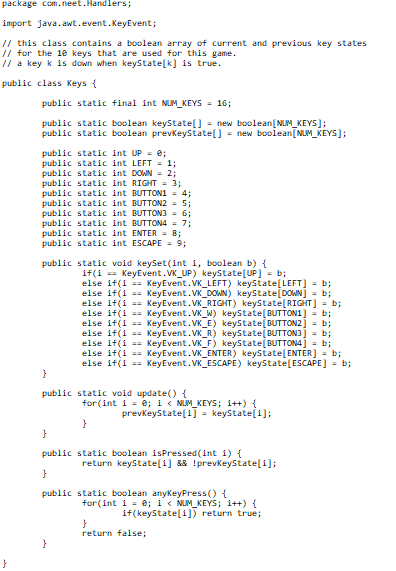 package com.neet.Handlers;
import java.awt.event.KeyEvent;
// this class contains a boolean array of current and previous key states
// for the 10 keys that are used for this game.
// a key k is down when keyState[k] is true.
public class Keys {
public static final int NUM_KEYS = 16;
public static boolean keyState[] = new boolean[NUM_KEYS];
public static boolean prevKeyState[] = new boolean[NUM_KEYS];
public static int UP = 0;
public static int LEFT = 1;
public static int DOWN = 2;
public static int RIGHT = 3;
public static int BUTTON1 = 4;
public static int BUTTON2 = 5;
public static int BUTTON3 = 6;
public static int BUTTON4 = 7;
public static int ENTER = 8;
public static int ESCAPE = 9;
public static void keySet(int i, boolean b) {
if(i == KeyEvent.VK_UP) keyState[UP] = b;
else if(i == KeyEvent.VK_LEFT) keyState[LEFT] = b;
else if(i == KeyEvent.VK_DOWN) keyState[DOWN] = b;
else if(i == KeyEvent.VK_RIGHT) keyState[RIGHT] = b;
else if(i == KeyEvent.VK_W) keyState[BUTTON1] = b;
else if(i == KeyEvent.VK_E) keyState[BUTTON2] = b;
else if(i == KeyEvent.VK_R) keyState[BUTTON3] = b;
else if(i == KeyEvent.VK_F) keyState[BUTTON4] = b;
else if(i == KeyEvent.VK_ENTER) keyState[ENTER] = b;
else if(i == KeyEvent.VK_ESCAPE) keyState[ESCAPE] = b;
}
public static void update() {
for(int i = 0; i < NUM_KEYS; i++) {
prevKeyState[i] = keyState[i];
}
}
public static boolean isPressed(int i) {
return keyState[i] && !prevKeyState[i];
}
public static boolean anyKeyPress() {
for(int i = 0; i < NUM_KEYS; i++) {
if(keyState[i]) return true;
}
return false;
}
}